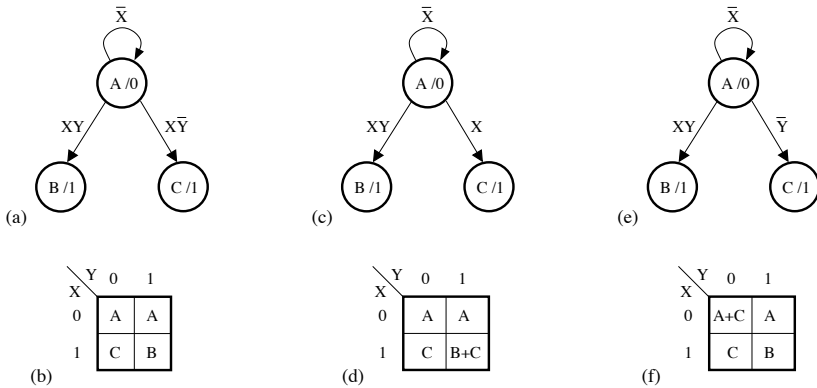 X̅ X̅ X̅
A /0 A /0 A /0
XY XY̅ XY X XY Y̅
B /1 C /1 B /1 C /1 B /1 C /1
(a) (c) (e)
Y 0 1 Y 0 1 Y 0 1
X X X
0 A A 0 A A 0 A+C A
1 C B 1 C B+C 1 C B
(b) (d) (f)